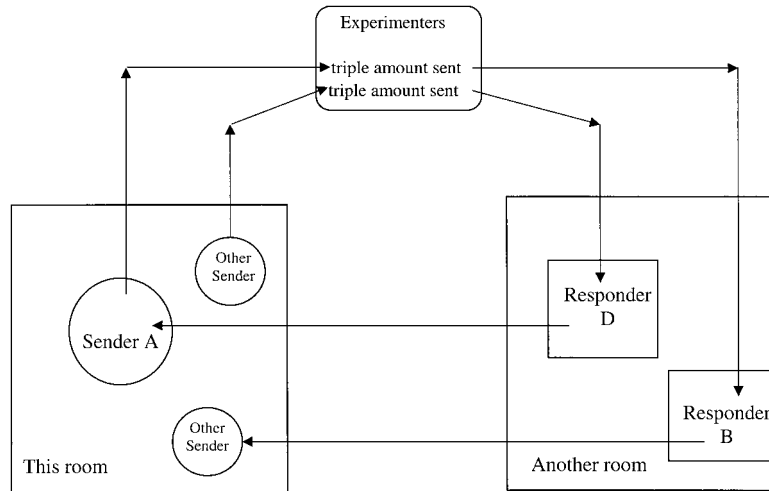 Experimenters
triple amount sent
triple amount sent
Other
Sender
Sender A
Other
Sender
This room
Responder
D
Responder
B
Another room